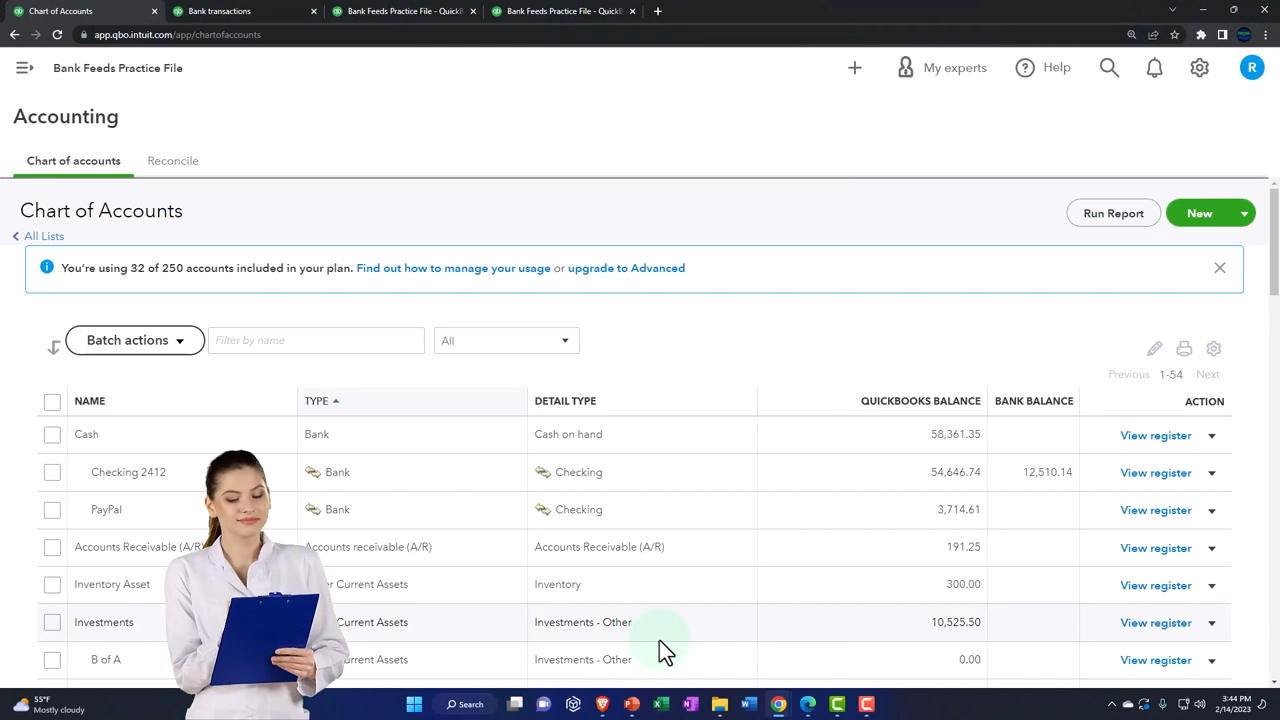 Chart of Accounts
Bank transactions
Bank Feeds Practice File - QuickB
Bank Feeds Practice File - QuickB
app.qbo.intuit.com/app/chartofaccounts
Bank Feeds Practice File
My experts
Help
R
Accounting
Chart of accounts
Reconcile
Chart of Accounts
Run Report
New
All Lists
You're using 32 of 250 accounts included in your plan. Find out how to manage your usage or upgrade to Advanced
Batch actions
Filter by name
All
Previous 1-54 Next
NAME TYPE DETAIL TYPE QUICKBOOKS BALANCE BANK BALANCE ACTION
Cash Bank Cash on hand 58,361.35 View register
Checking 2412 Bank Checking 54,646.74 12,510.14 View register
PayPal Bank Checking 3,714.61 View register
Accounts Receivable (A/R) Accounts receivable (A/R) Accounts Receivable (A/R) 191.25 View register
Inventory Asset Current Assets Inventory 300.00 View register
Investments Current Assets Investments - Other 10,525.50 View register
B of A Current Assets Investments - Other 0.00 View register
55°F
Mostly cloudy
Search
3:44 PM
2/14/2023